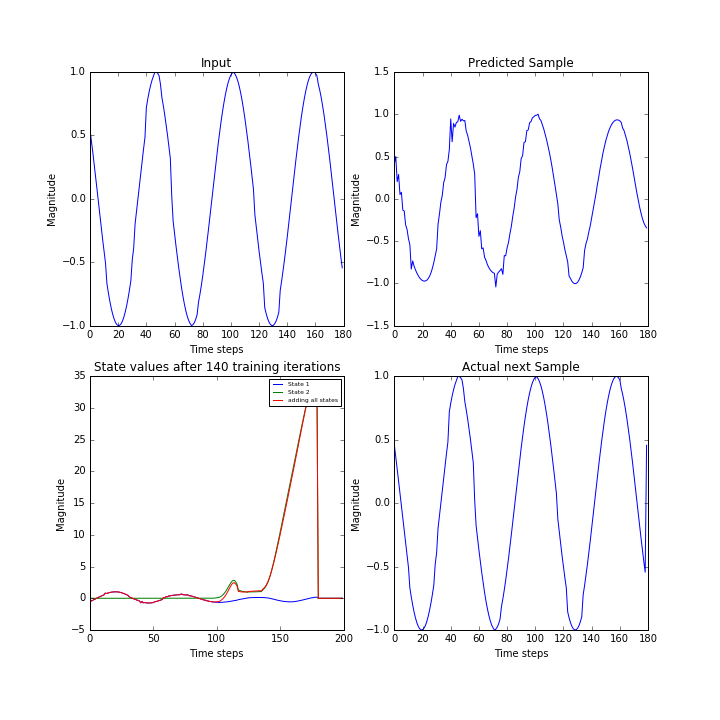 Input
1.0
0.5
0.0
−0.5
−1.0
Magnitude
0 20 40 60 80 100 120 140 160 180
Time steps
Predicted Sample
1.5
1.0
0.5
0.0
−0.5
−1.0
−1.5
Magnitude
0 20 40 60 80 100 120 140 160 180
Time steps
State values after 140 training iterations
35
30
25
20
15
10
5
0
−5
Magnitude
State 1
State 2
adding all states
0 50 100 150 200
Time steps
Actual next Sample
1.0
0.5
0.0
−0.5
−1.0
Magnitude
0 20 40 60 80 100 120 140 160 180
Time steps